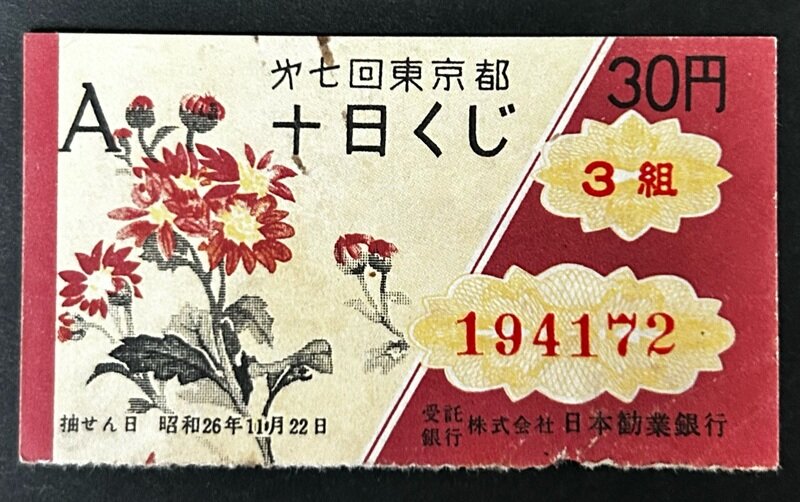 A
㐧七回東京都
十日くじ
30円
3組
194172
抽せん日 昭和26年11月22日
受託銀行 株式会社 日本勧業銀行